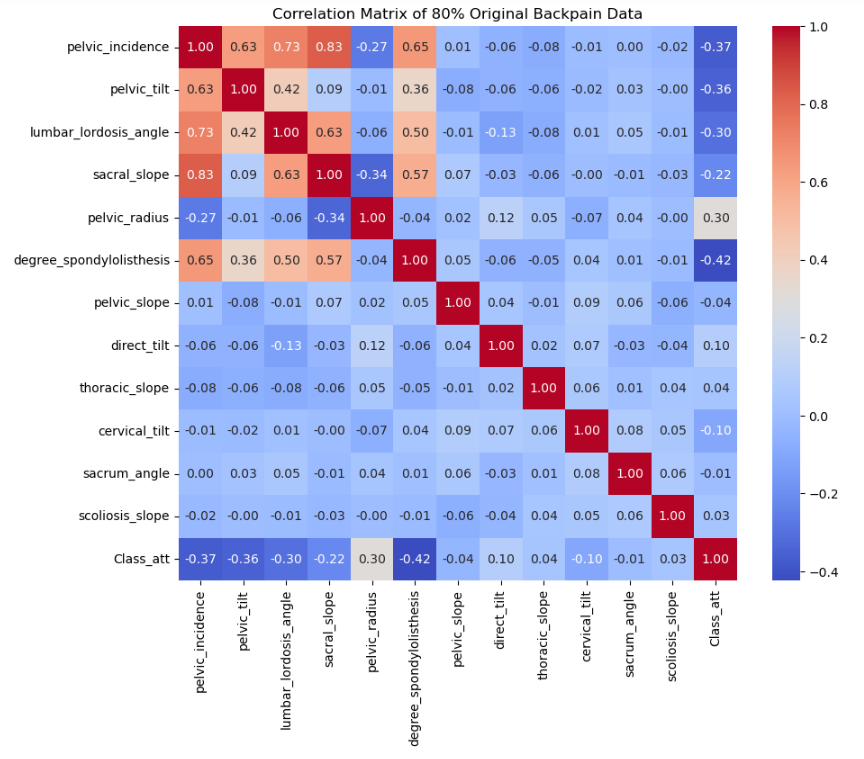 Correlation Matrix of 80% Original Backpain Data
pelvic_incidence 1.00 0.63 0.73 0.83 -0.27 0.65 0.01 -0.06 -0.08 -0.01 0.00 -0.02 -0.37
pelvic_tilt 0.63 1.00 0.42 0.09 -0.01 0.36 -0.08 -0.06 -0.06 -0.02 0.03 -0.00 -0.36
lumbar_lordosis_angle 0.73 0.42 1.00 0.63 -0.06 0.50 -0.01 -0.13 -0.08 0.01 0.05 -0.01 -0.30
sacral_slope 0.83 0.09 0.63 1.00 -0.34 0.57 0.07 -0.03 -0.06 -0.00 -0.01 -0.03 -0.22
pelvic_radius -0.27 -0.01 -0.06 -0.34 1.00 -0.04 0.02 0.12 0.05 -0.07 0.04 -0.00 0.30
degree_spondylolisthesis 0.65 0.36 0.50 0.57 -0.04 1.00 0.05 -0.06 -0.05 0.04 0.01 -0.01 -0.42
pelvic_slope 0.01 -0.08 -0.01 0.07 0.02 0.05 1.00 0.04 -0.01 0.09 0.06 -0.06 -0.04
direct_tilt -0.06 -0.06 -0.13 -0.03 0.12 -0.06 0.04 1.00 0.02 0.07 -0.03 -0.04 0.10
thoracic_slope -0.08 -0.06 -0.08 -0.06 0.05 -0.05 -0.01 0.02 1.00 0.06 0.01 0.04 0.04
cervical_tilt -0.01 -0.02 0.01 -0.00 -0.07 0.04 0.09 0.07 0.06 1.00 0.08 0.05 -0.10
sacrum_angle 0.00 0.03 0.05 -0.01 0.04 0.01 0.06 -0.03 0.01 0.08 1.00 0.06 -0.01
scoliosis_slope -0.02 -0.00 -0.01 -0.03 -0.00 -0.01 -0.06 -0.04 0.04 0.05 0.06 1.00 0.03
Class_att -0.37 -0.36 -0.30 -0.22 0.30 -0.42 -0.04 0.10 0.04 -0.10 -0.01 0.03 1.00
pelvic_incidence
pelvic_tilt
lumbar_lordosis_angle
sacral_slope
pelvic_radius
degree_spondylolisthesis
pelvic_slope
direct_tilt
thoracic_slope
cervical_tilt
sacrum_angle
scoliosis_slope
Class_att
1.0
0.8
0.6
0.4
0.2
0.0
−0.2
−0.4